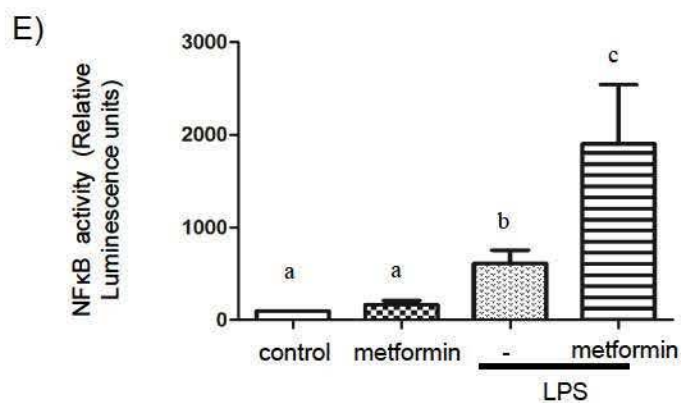 E)
NFκB activity (Relative
Luminescence units)
3000
2000
1000
0
a
a
b
c
control
metformin
-
metformin
LPS